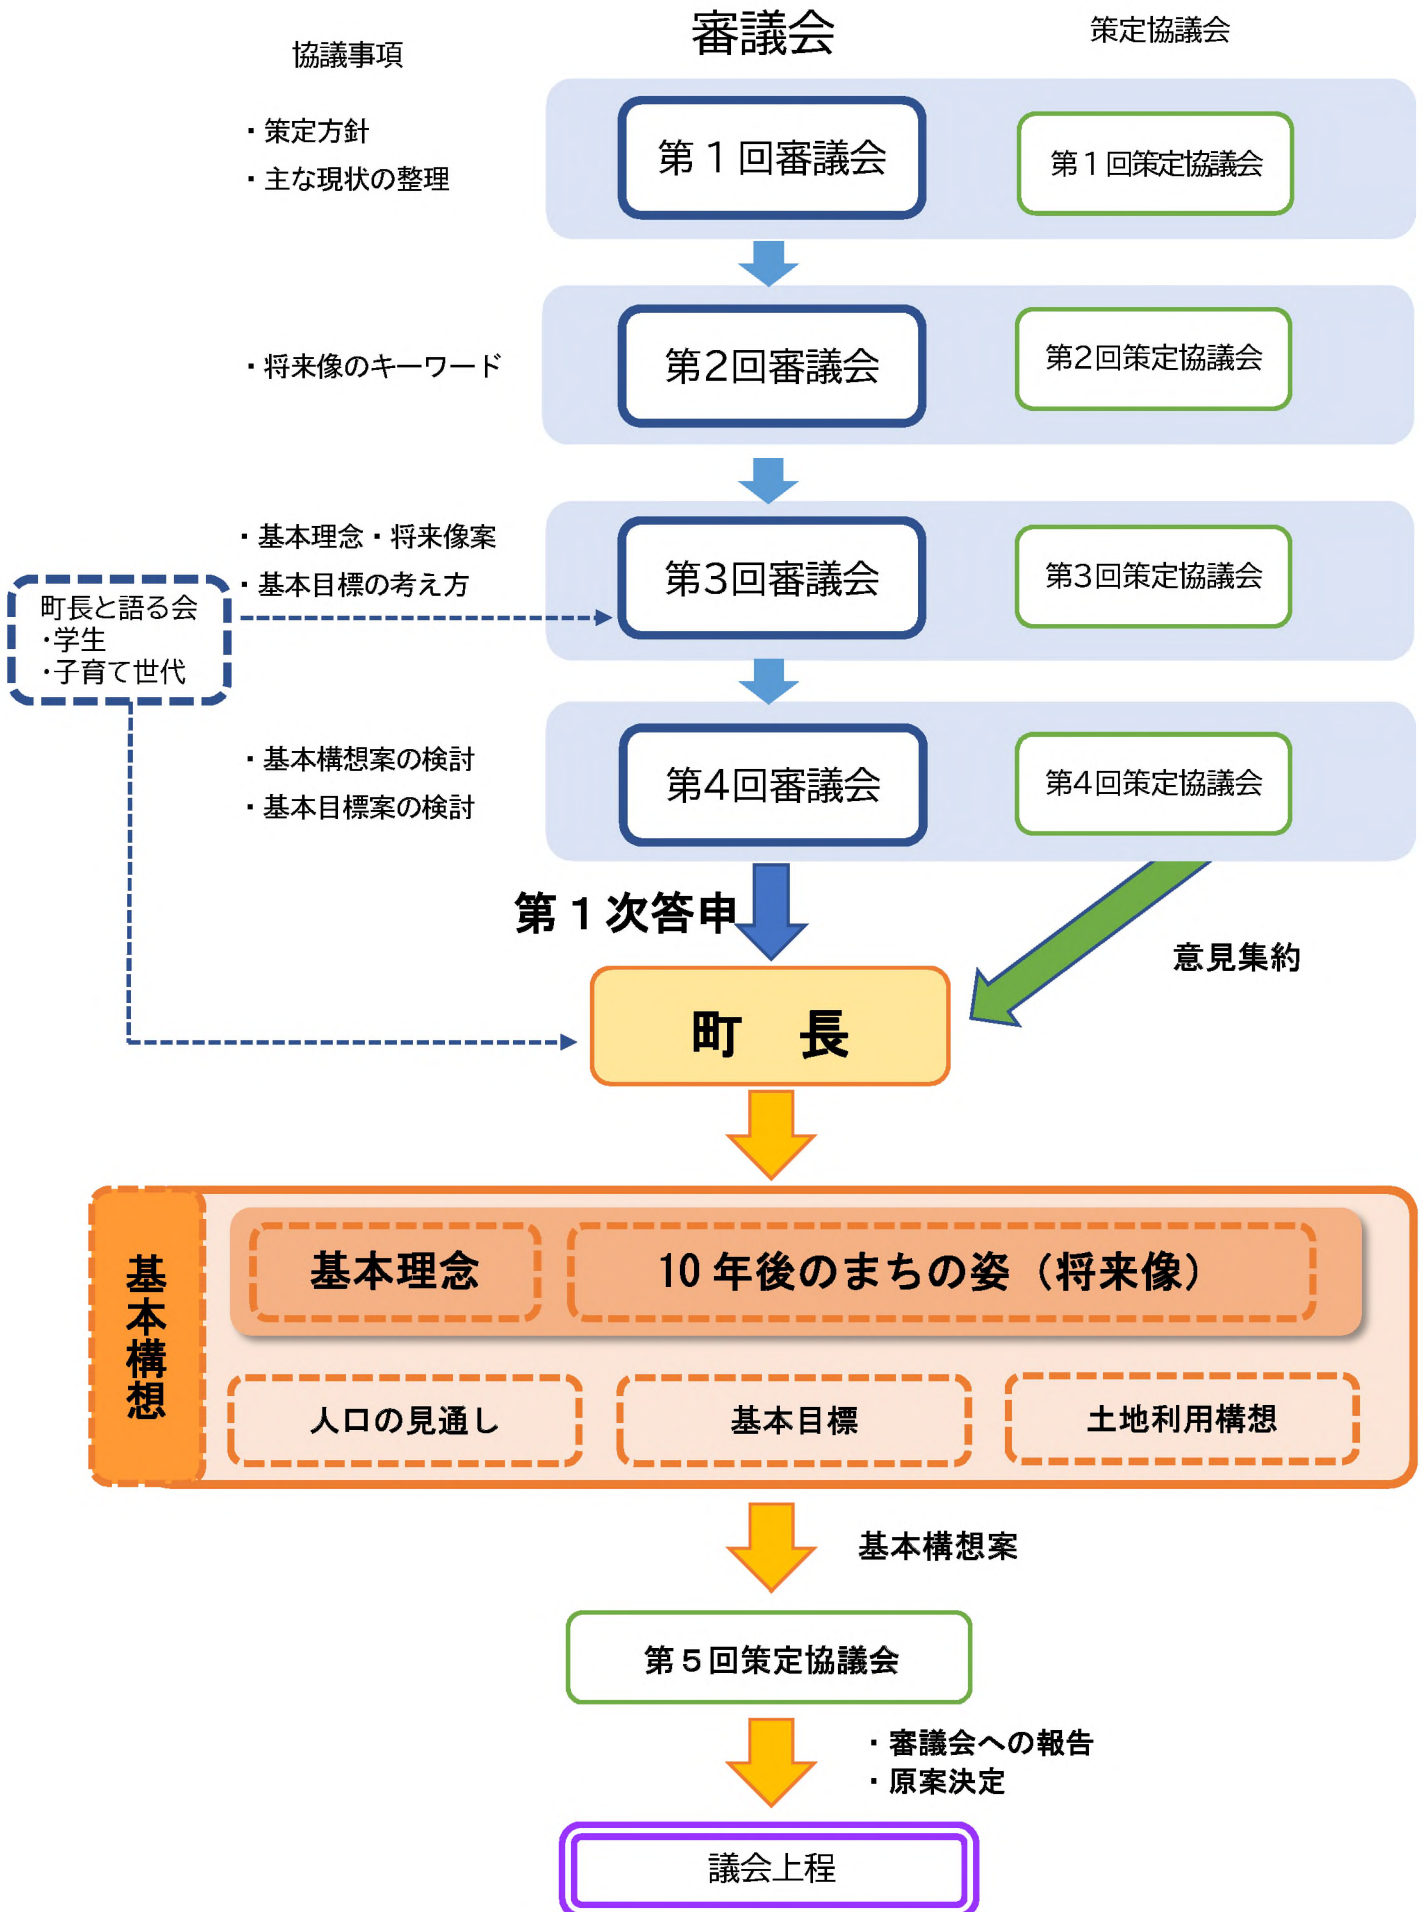 協議事項
審議会
策定協議会
・策定方針
・主な現状の整理
第1回審議会
第1回策定協議会
・将来像のキーワード
第2回審議会
第2回策定協議会
・基本理念・将来像案
・基本目標の考え方
第3回審議会
第3回策定協議会
町長と語る会
・学生
・子育て世代
・基本構想案の検討
・基本目標案の検討
第4回審議会
第4回策定協議会
第1次答申
意見集約
町 長
基本構想
基本理念
10年後のまちの姿（将来像）
人口の見通し
基本目標
土地利用構想
基本構想案
第5回策定協議会
・審議会への報告
・原案決定
議会上程